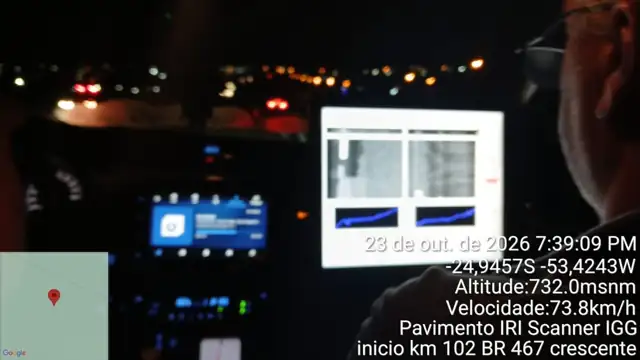 23 de out. de 2026 7:39:09 PM
-24,9457S -53,4243W
Altitude:732.0msnm
Velocidade:73.8km/h
Pavimento IRI Scanner IGG
inicio km 102 BR 467 crescente
Google